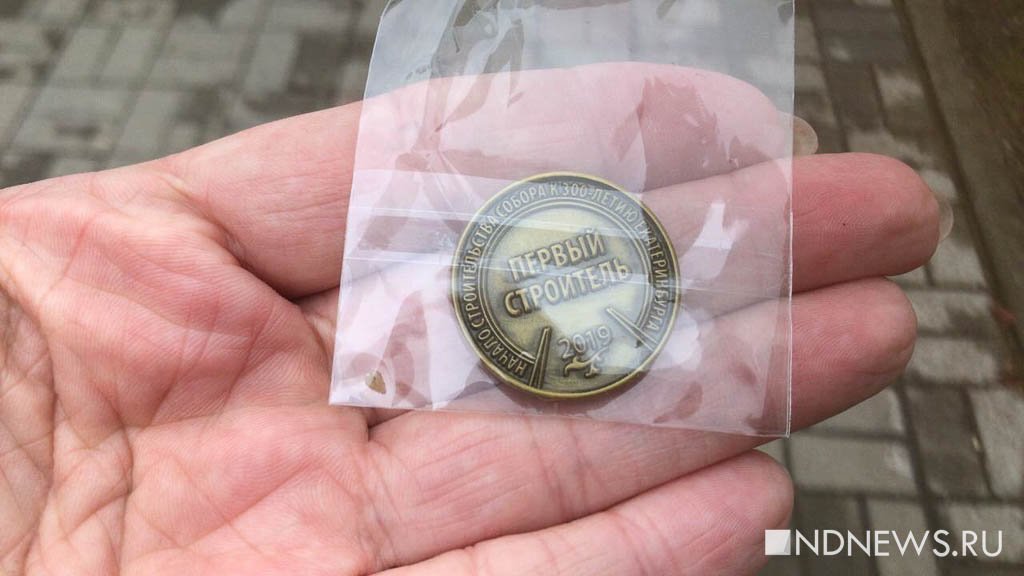 НАЧАЛО СТРОИТЕЛЬСТВА СОБОРА К 300-ЛЕТИЮ ЕКАТЕРИНБУРГА
ПЕРВЫЙ
СТРОИТЕЛЬ
2019
NDNEWS.RU